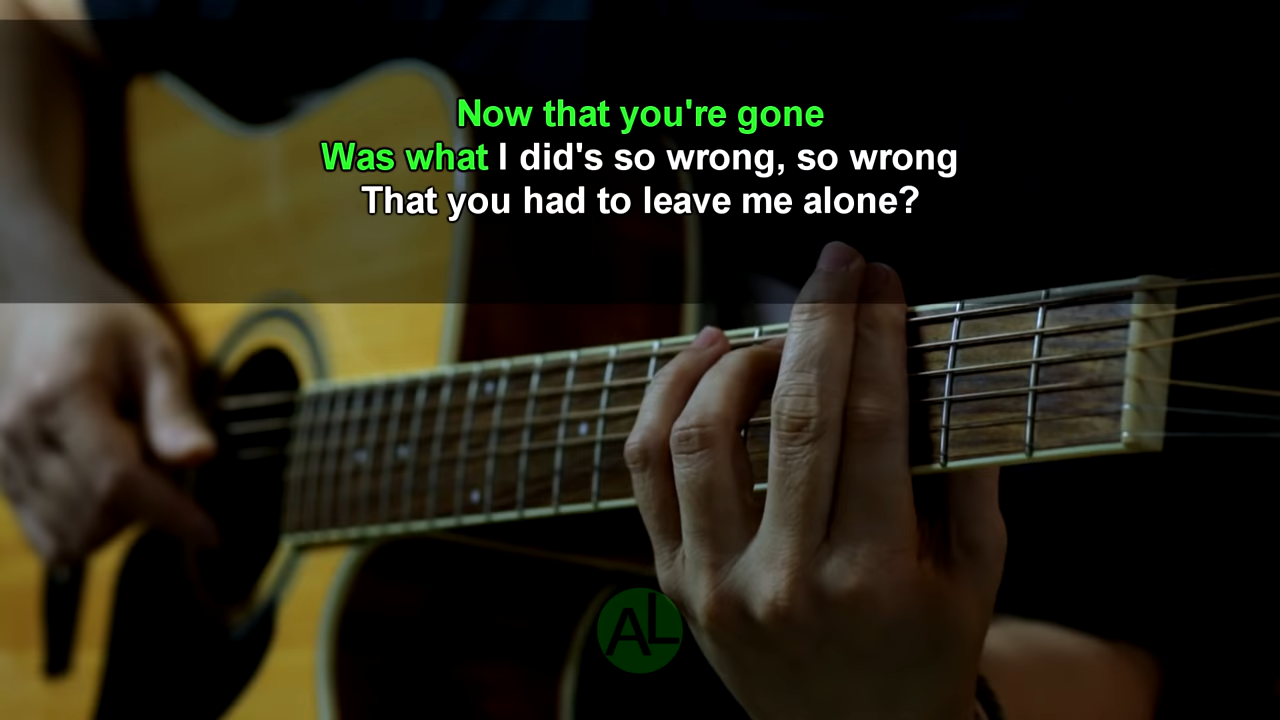 Now that you're gone
Was what I did's so wrong, so wrong
That you had to leave me alone?
AL